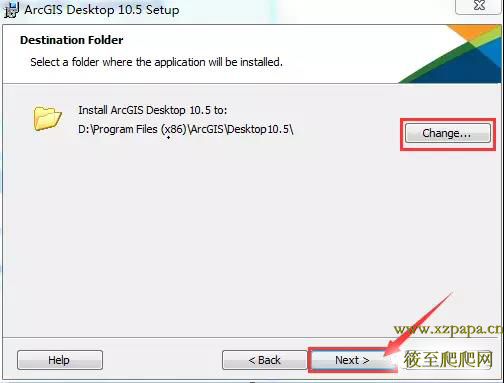 ArcGIS Desktop 10.5 Setup
Destination Folder
Select a folder where the application will be installed.
Install ArcGIS Desktop 10.5 to:
D:\Program Files (x86)\ArcGIS\Desktop10.5\
Change...
www.xzpapa.cn
Help
< Back
Next >
筱至爬爬网